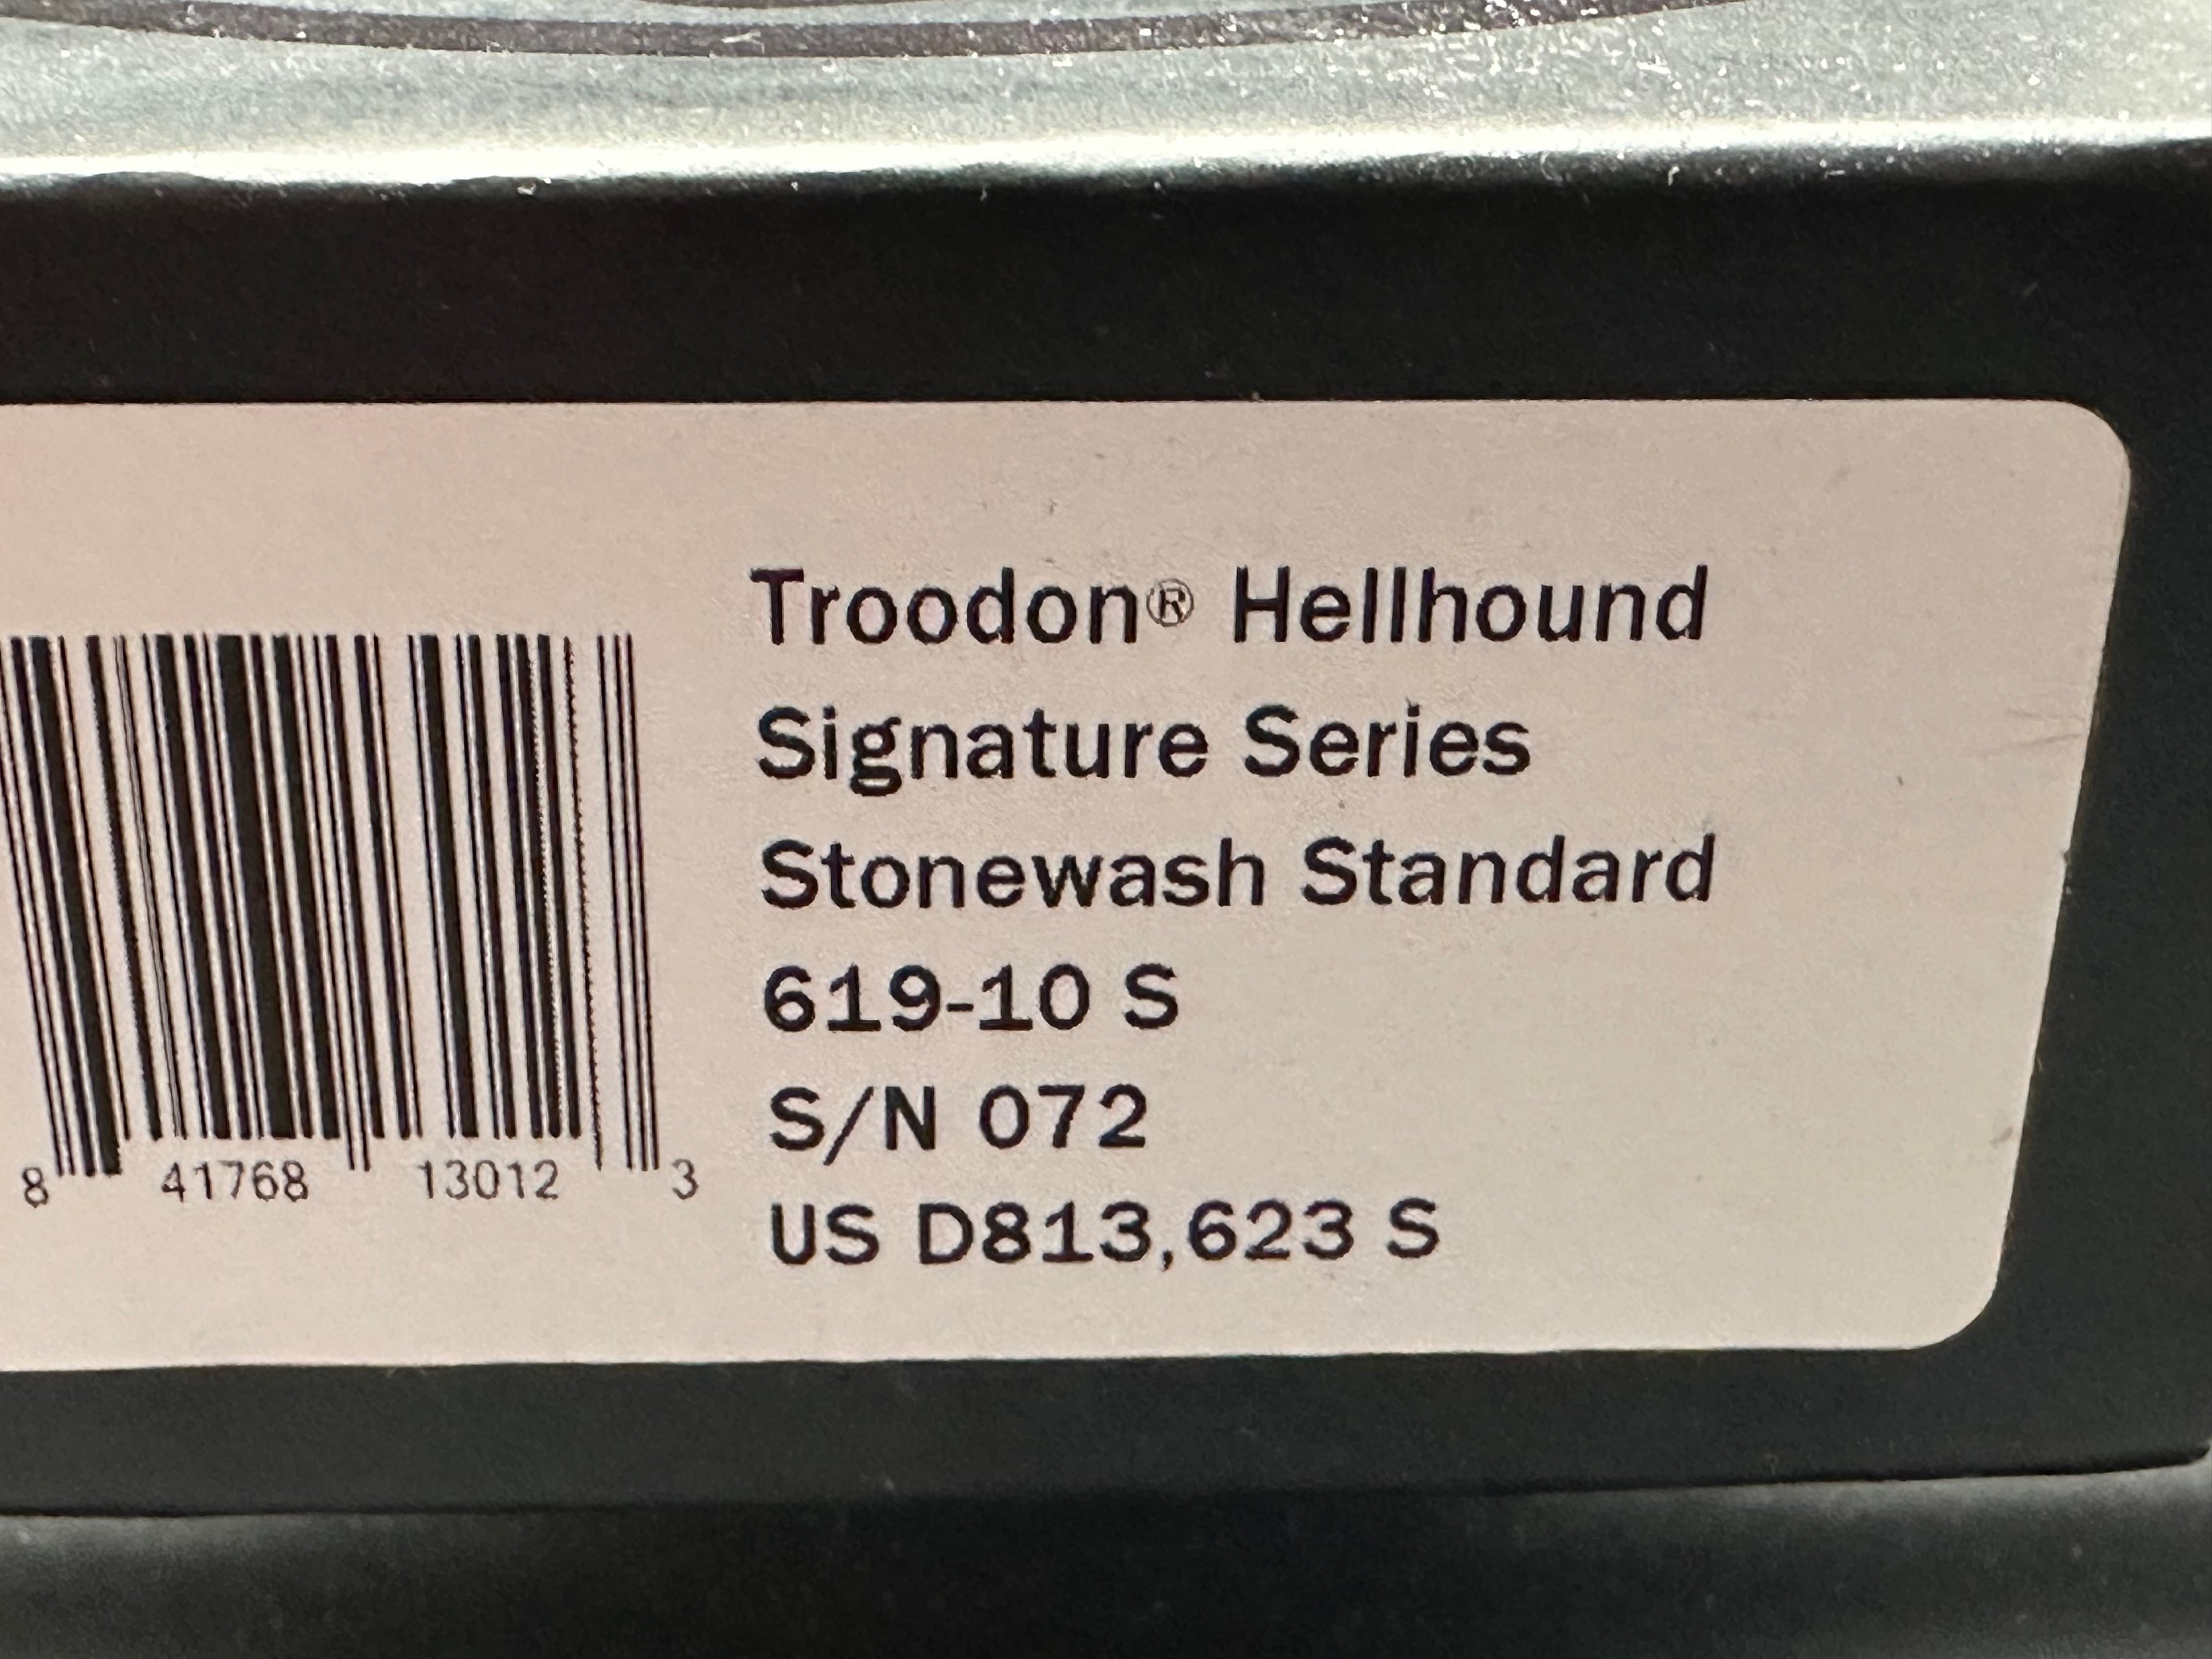 Troodon® Hellhound
Signature Series
Stonewash Standard
619-10 S
S/N 072
US D813,623 S
8 41768 13012 3